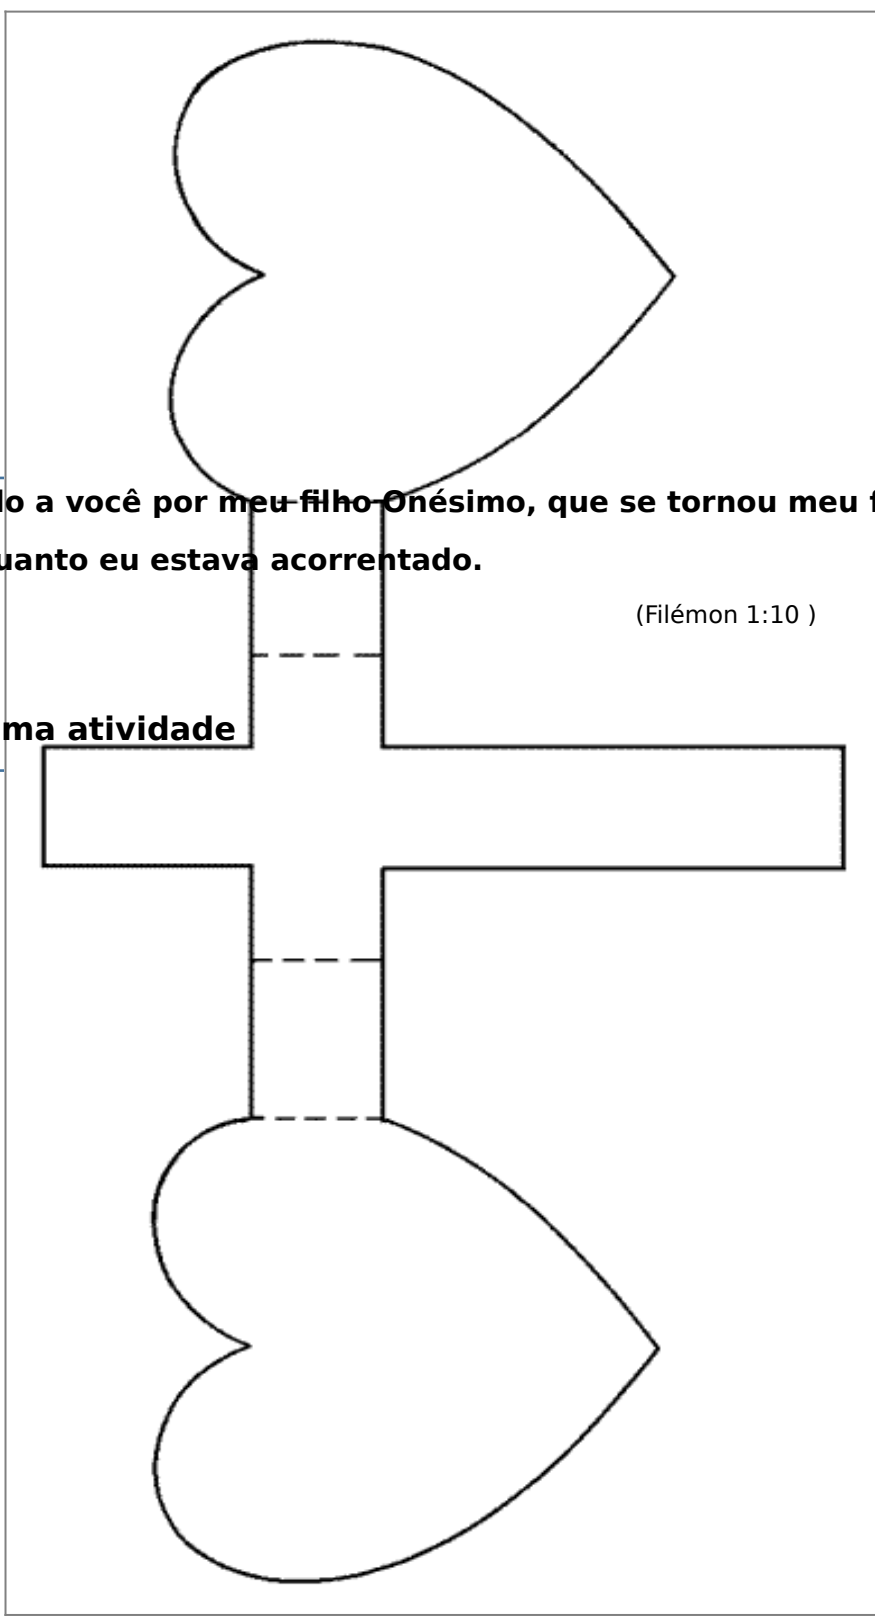 lo a você por meu filho Onésimo, que se tornou meu f
uanto eu estava acorrentado.
(Filémon 1:10 )
ma atividade